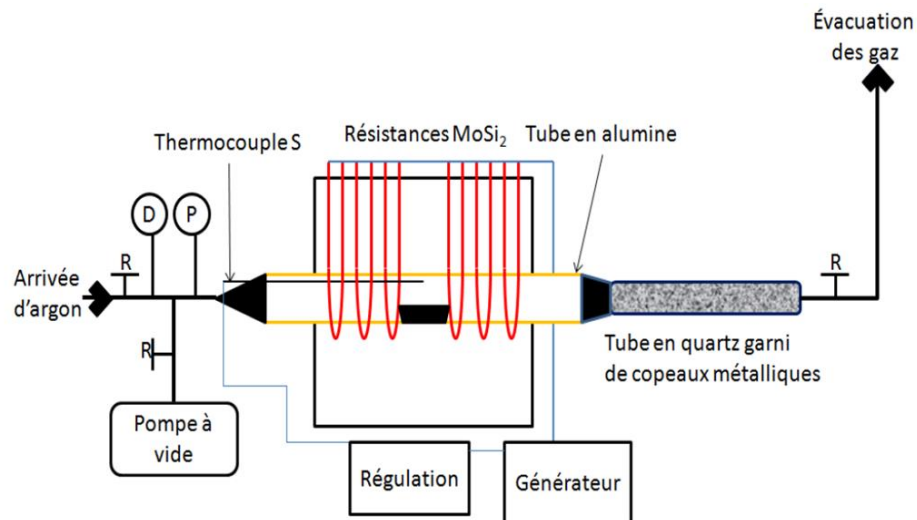 Évacuation
des gaz
Thermocouple S
Résistances MoSi₂
Tube en alumine
D
P
R
R
Arrivée
d'argon
R
Tube en quartz garni
de copeaux métalliques
Pompe à
vide
Régulation
Générateur